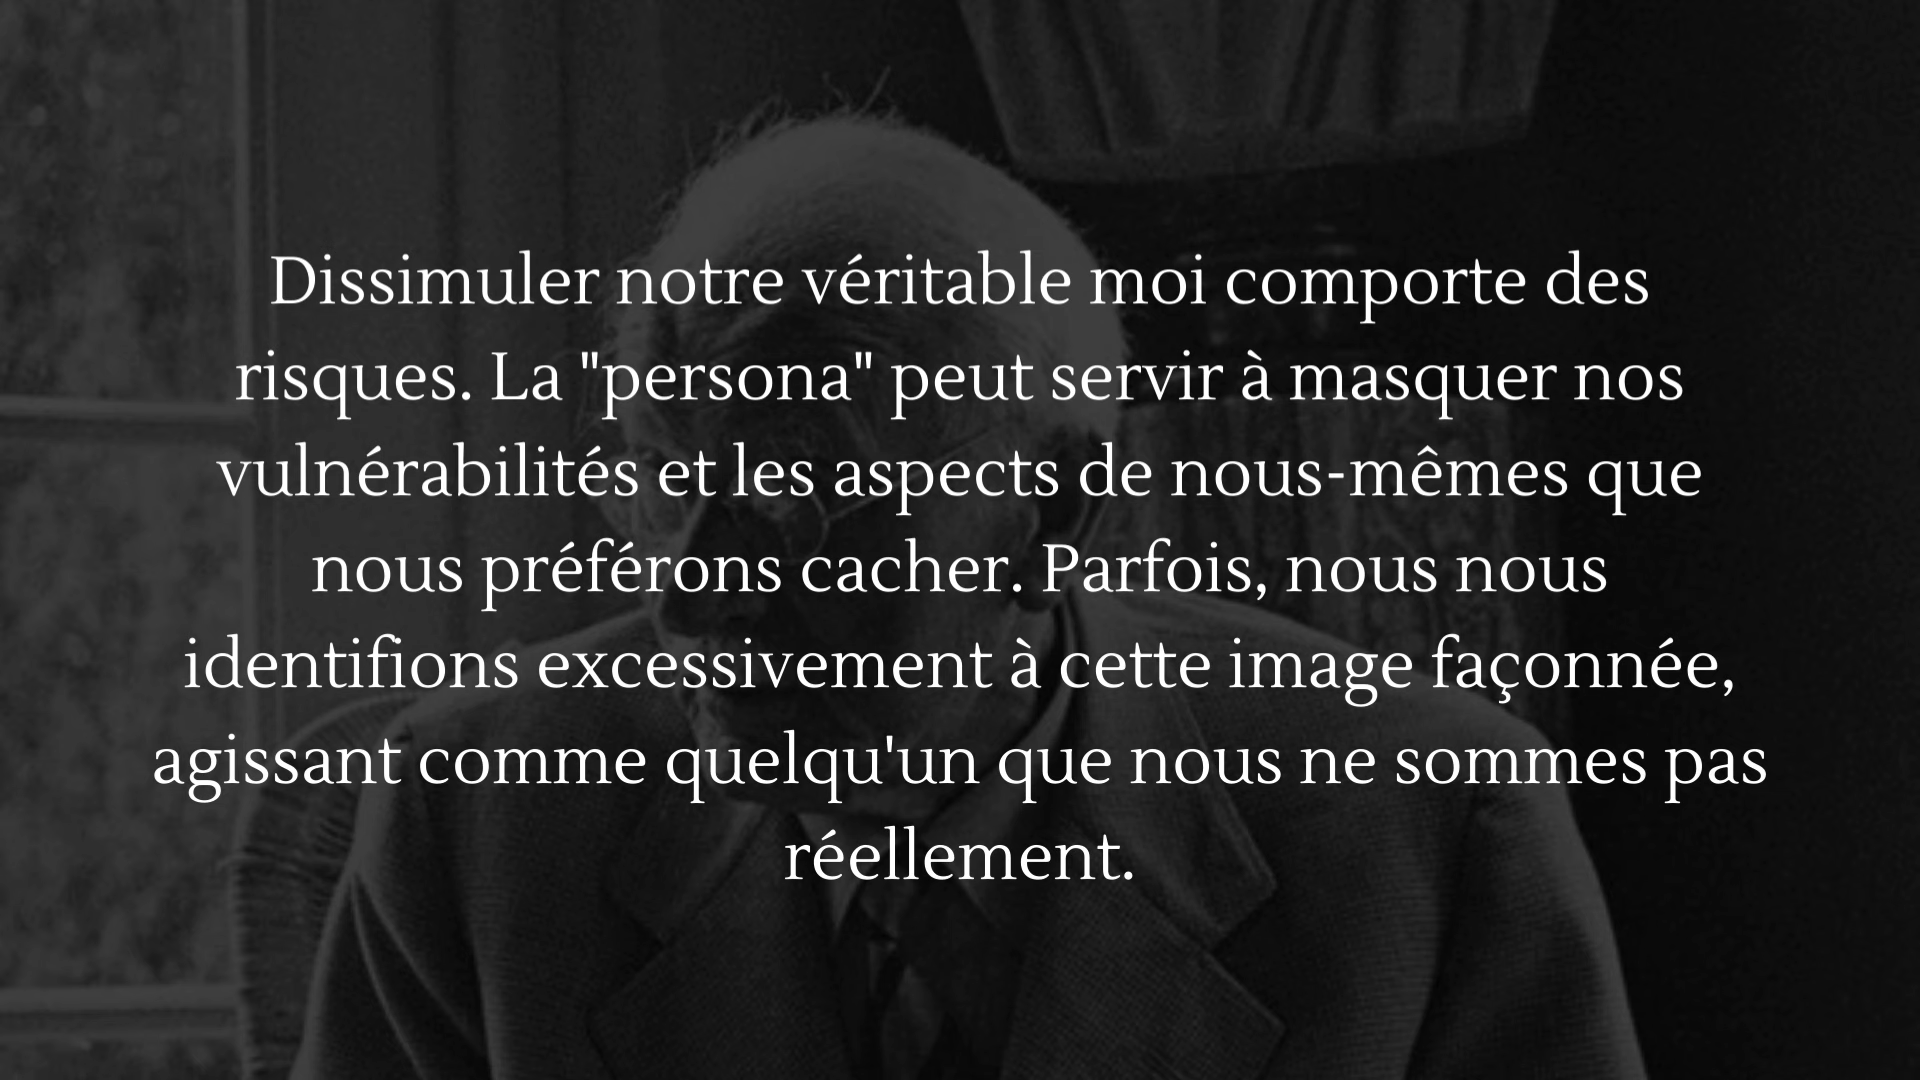 Dissimuler notre véritable moi comporte des
risques. La "persona" peut servir à masquer nos
vulnérabilités et les aspects de nous-mêmes que
nous préférons cacher. Parfois, nous nous
identifions excessivement à cette image façonnée,
agissant comme quelqu'un que nous ne sommes pas
réellement.